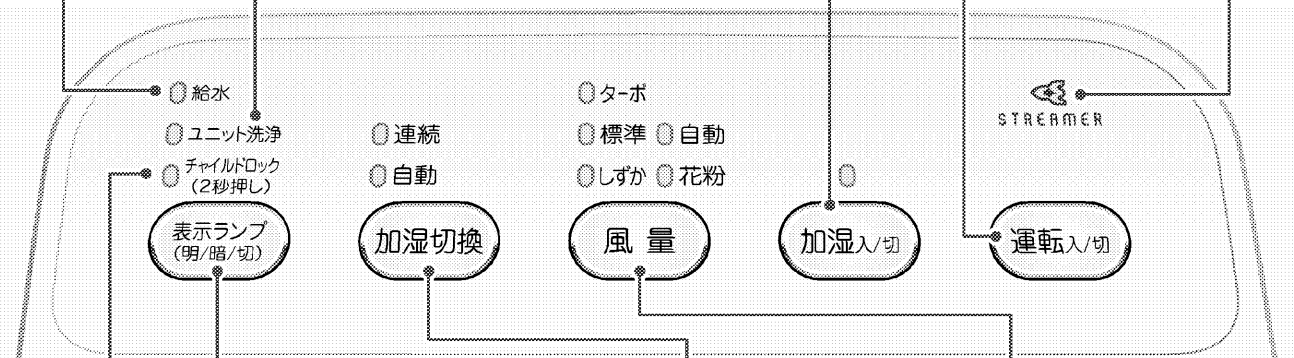 給水
ターボ
STREAMER
ユニット洗浄
連続
標準
自動
チャイルドロック
(2秒押し)
自動
しずか
花粉
表示ランプ
(明/暗/切)
加湿切換
風量
加湿入/切
運転入/切